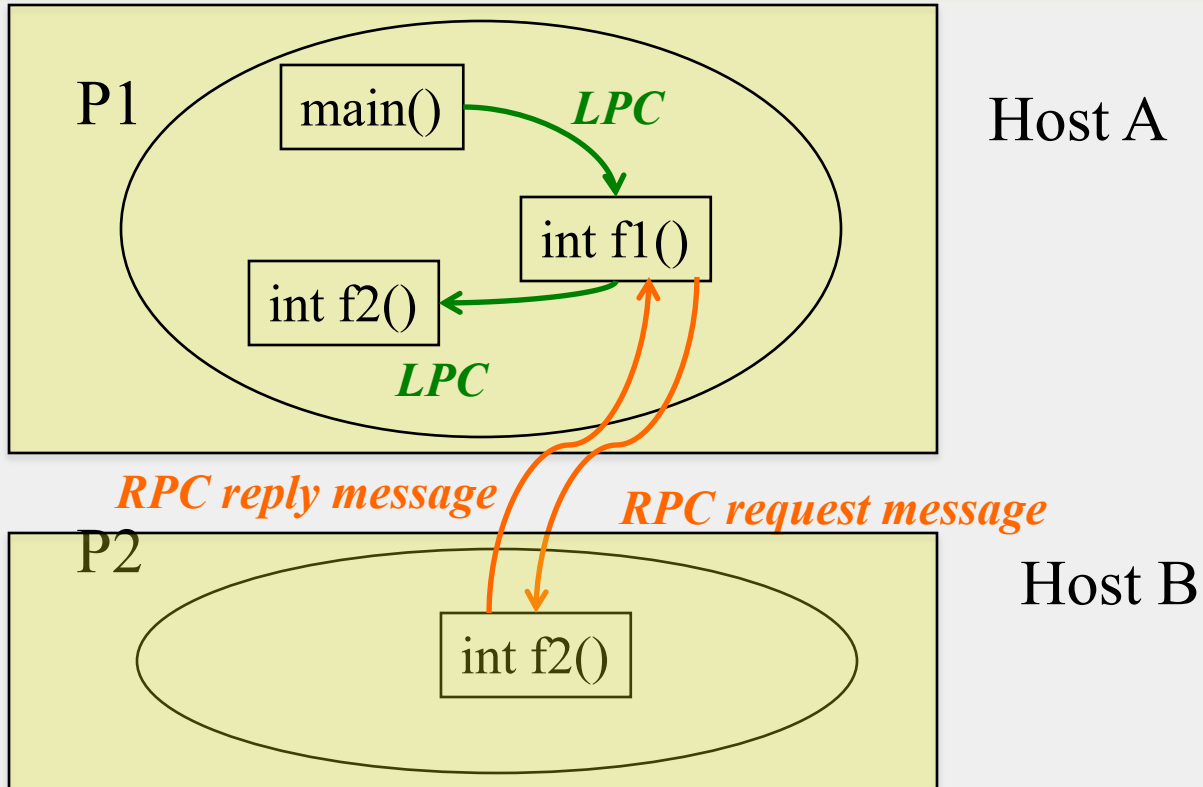 P1
main()
LPC
Host A
int f1()
int f2()
LPC
RPC reply message
RPC request message
P2
Host B
int f2()